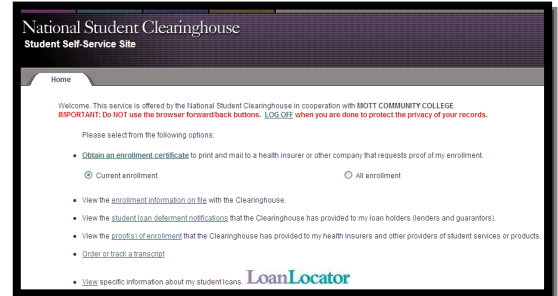 National Student Clearinghouse
Student Self-Service Site
Home
Welcome. This service is offered by the National Student Clearinghouse in cooperation with MOTT COMMUNITY COLLEGE.
IMPORTANT: Do NOT use the browser forward/back buttons. LOG OFF when you are done to protect the privacy of your records.
Please select from the following options:
• Obtain an enrollment certificate to print and mail to a health insurer or other company that requests proof of my enrollment.
Current enrollment All enrollment
• View the enrollment information on file with the Clearinghouse.
• View the student loan deferment notifications that the Clearinghouse has provided to my loan holders (lenders and guarantors).
• View the proof(s) of enrollment that the Clearinghouse has provided to my health insurers and other providers of student services or products.
• Order or track a transcript
• View specific information about my student loans. LoanLocator